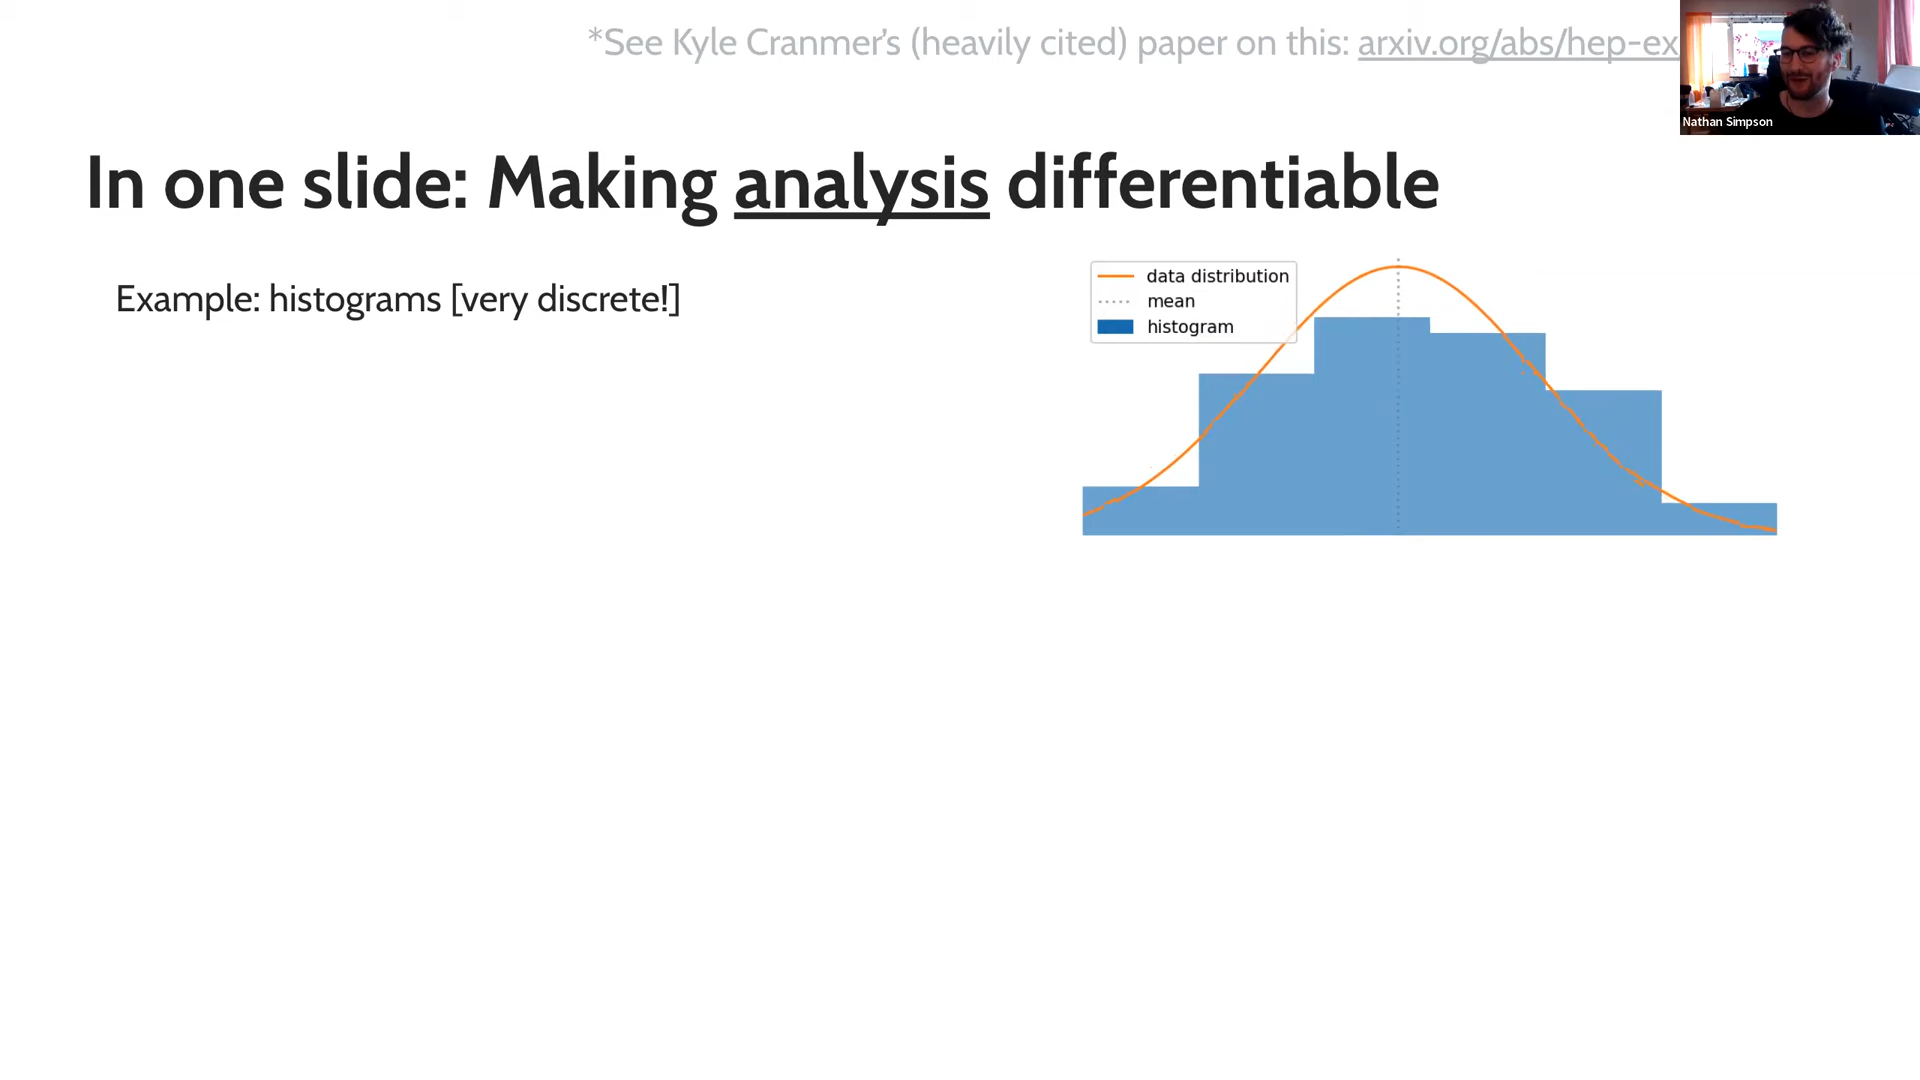 *See Kyle Cranmer's (heavily cited) paper on this: arxiv.org/abs/hep-ex
Nathan Simpson
In one slide: Making analysis differentiable
Example: histograms [very discrete!]
data distribution
mean
histogram